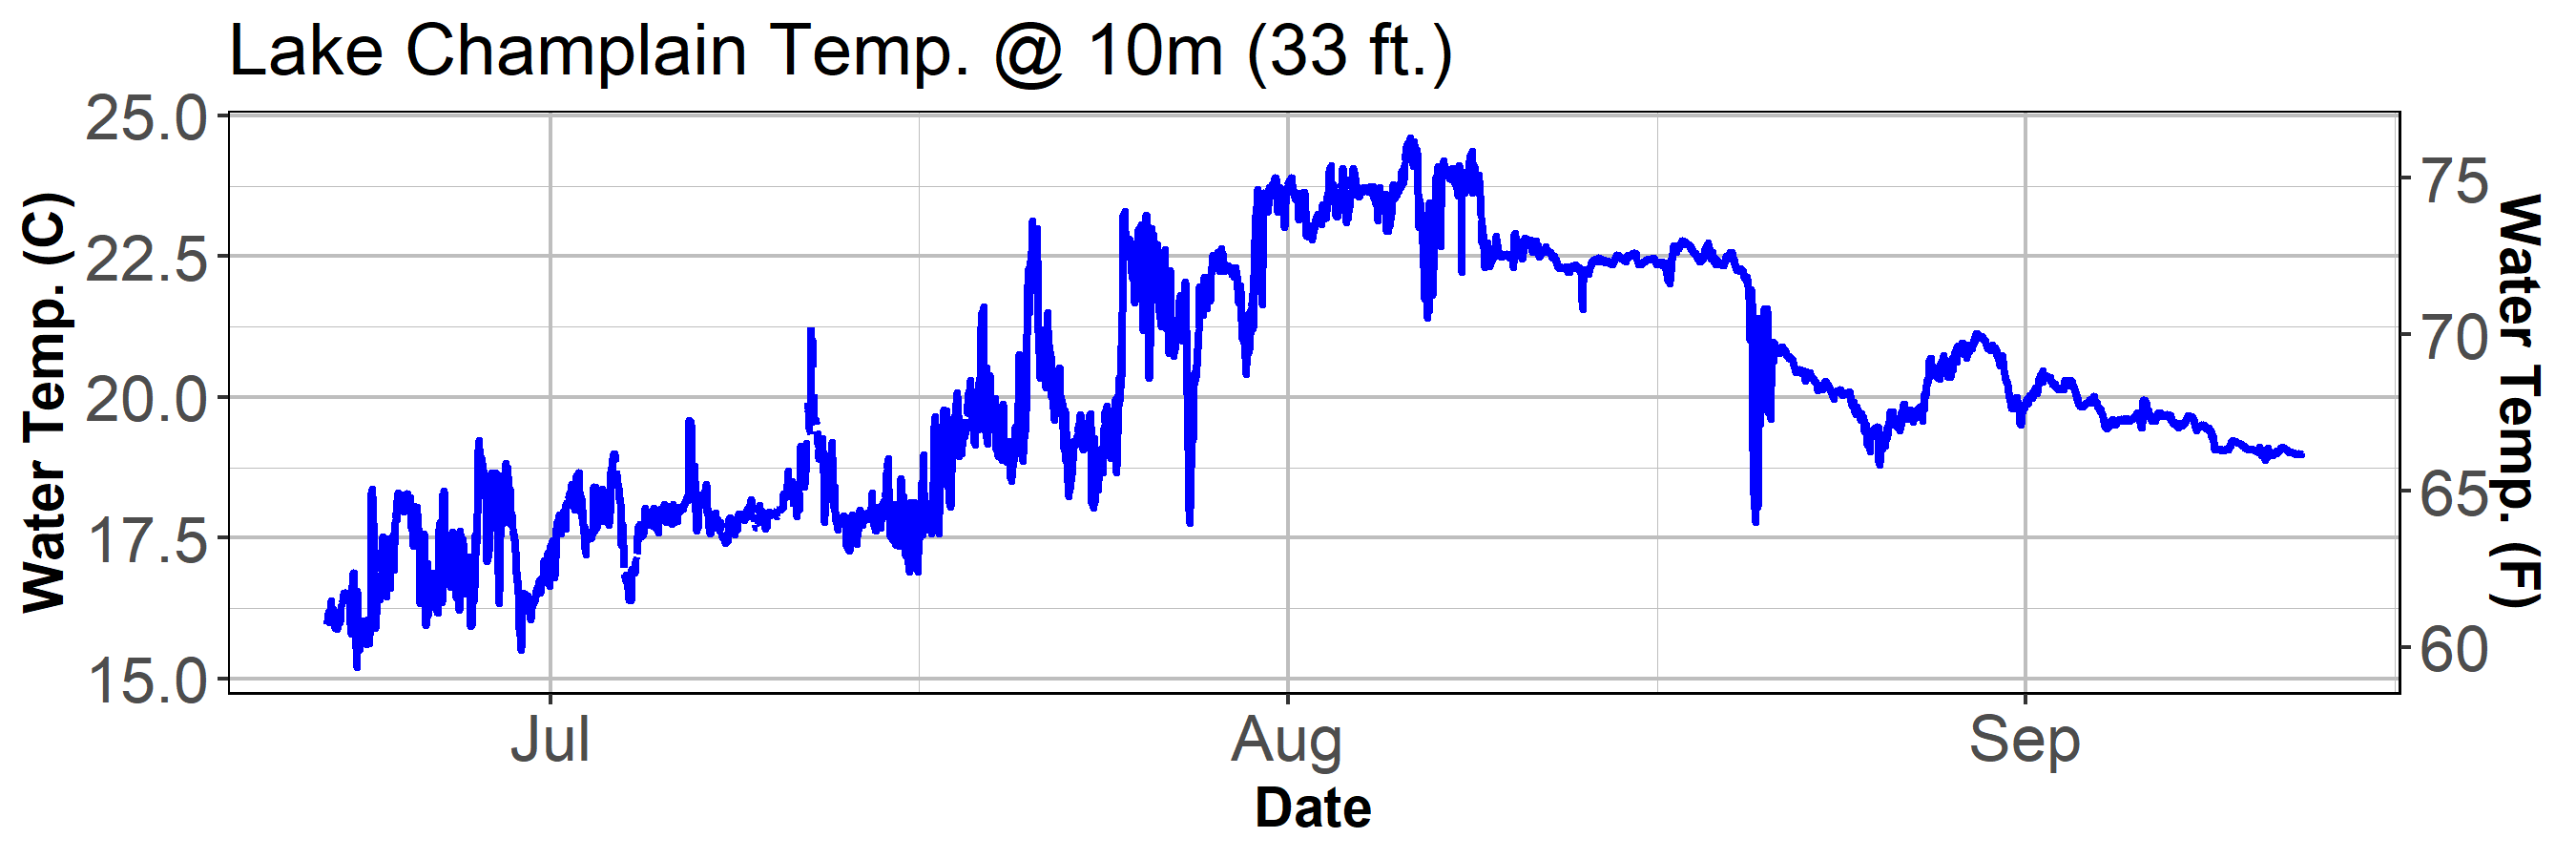 Lake Champlain Temp. @ 10m (33 ft.)
Water Temp. (C)
25.0
22.5
20.0
17.5
15.0
75
70
65
60
Water Temp. (F)
Jul Aug Sep
Date